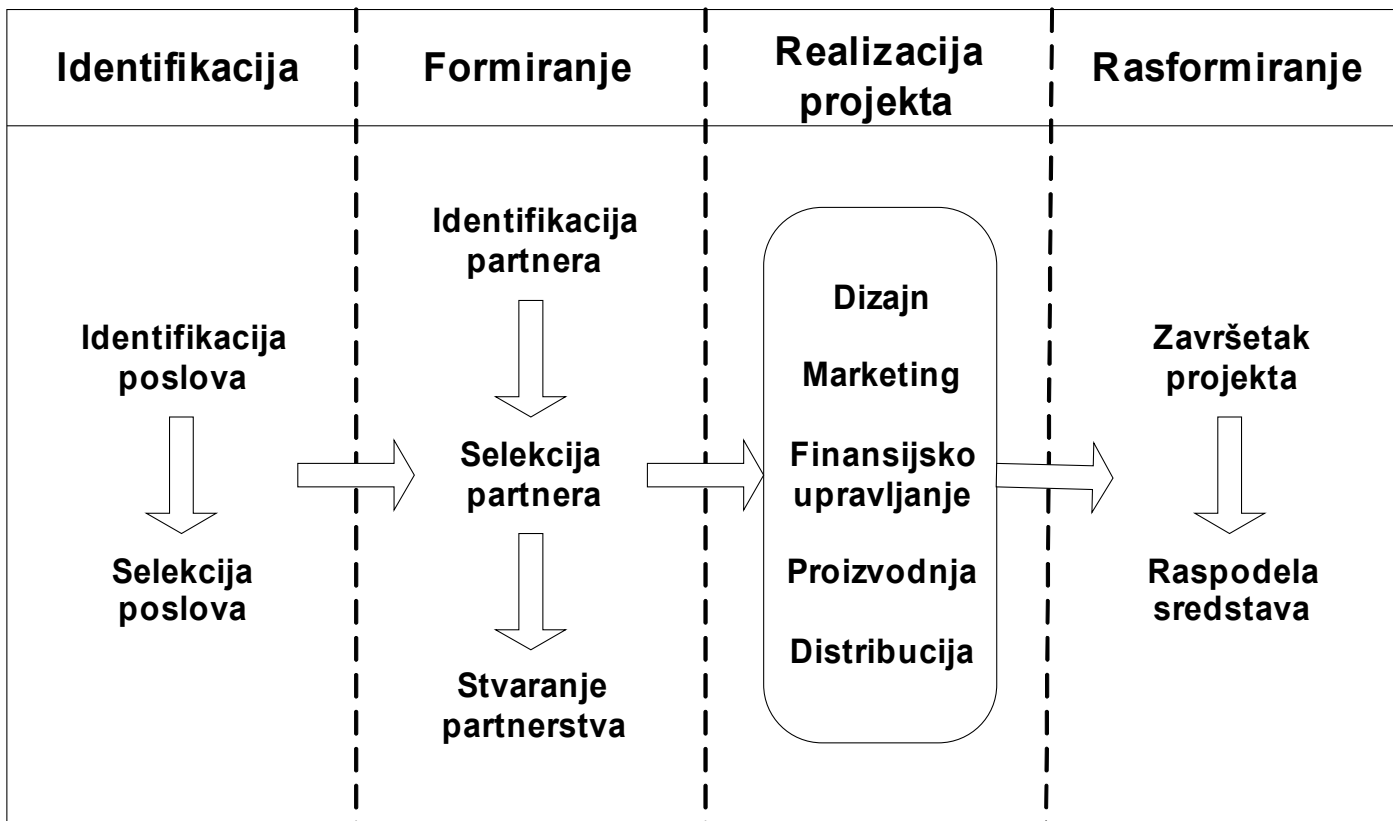 Identifikacija
Formiranje
Realizacija
projekta
Rasformiranje
Identifikacija
poslova
Selekcija
poslova
Identifikacija
partnera
Selekcija
partnera
Stvaranje
partnerstva
Dizajn
Marketing
Finansijsko
upravljanje
Proizvodnja
Distribucija
Završetak
projekta
Raspodela
sredstava